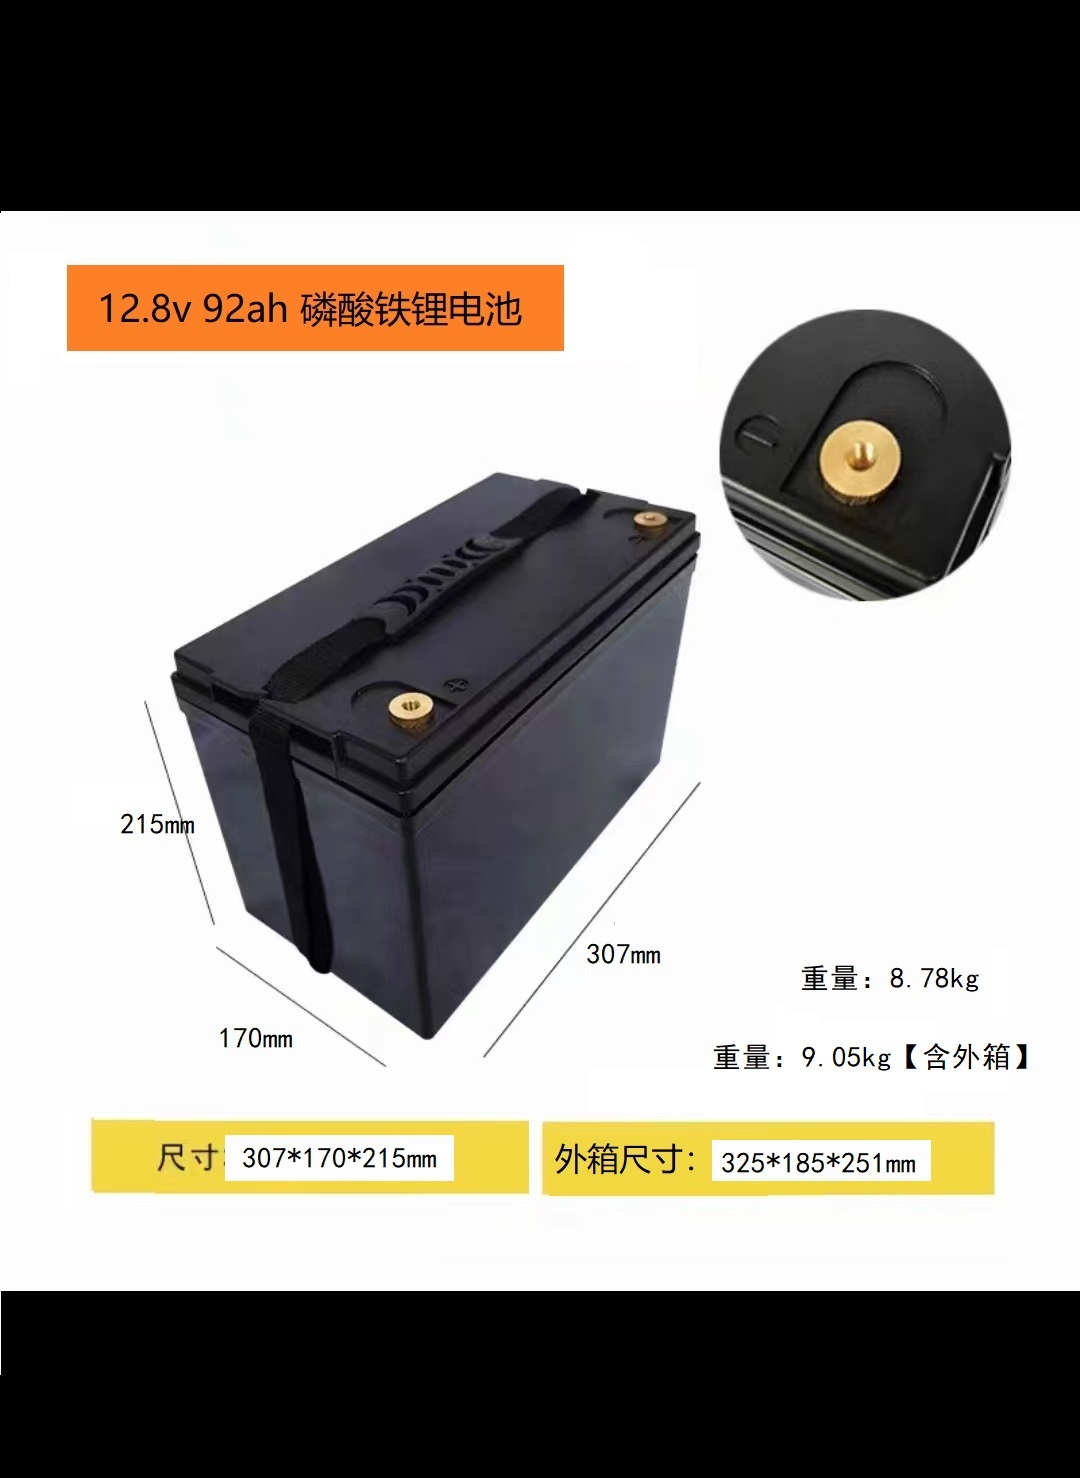 12.8v 92ah 磷酸铁锂电池
215mm
307mm
170mm
重量：8.78kg
重量：9.05kg【含外箱】
尺寸: 307*170*215mm
外箱尺寸： 325*185*251mm